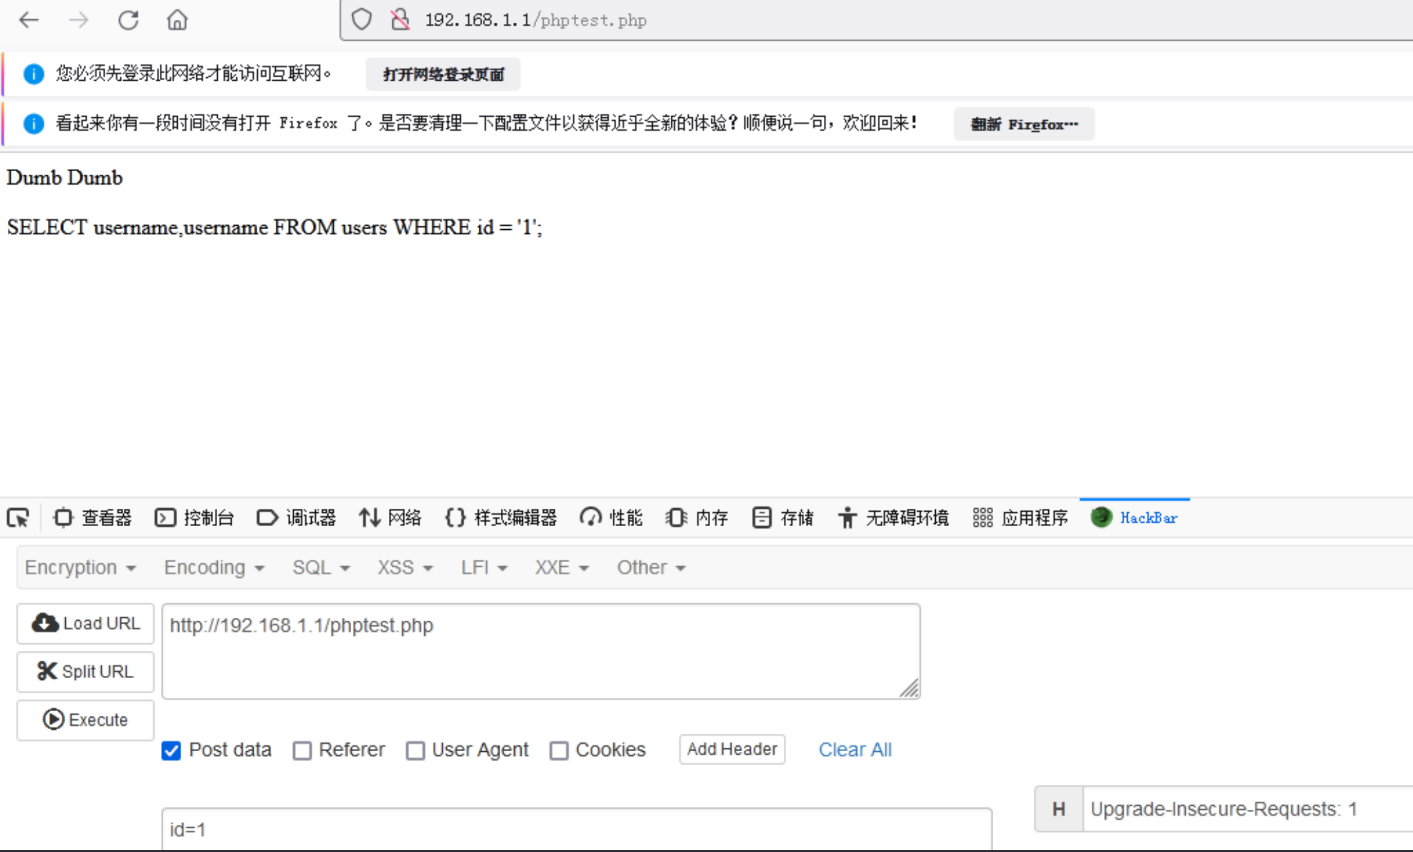 192.168.1.1/phptest.php
您必须先登录此网络才能访问互联网。 打开网络登录页面
看起来你有一段时间没有打开 Firefox 了。是否要清理一下配置文件以获得近乎全新的体验？顺便说一句，欢迎回来！ 翻新 Firefox…
Dumb Dumb
SELECT username,username FROM users WHERE id = '1';
查看器 控制台 调试器 网络 {} 样式编辑器 性能 内存 存储 无障碍环境 应用程序 HackBar
Encryption Encoding SQL XSS LFI XXE Other
Load URL http://192.168.1.1/phptest.php
Split URL
Execute
Post data Referer User Agent Cookies Add Header Clear All
H Upgrade-Insecure-Requests: 1
id=1